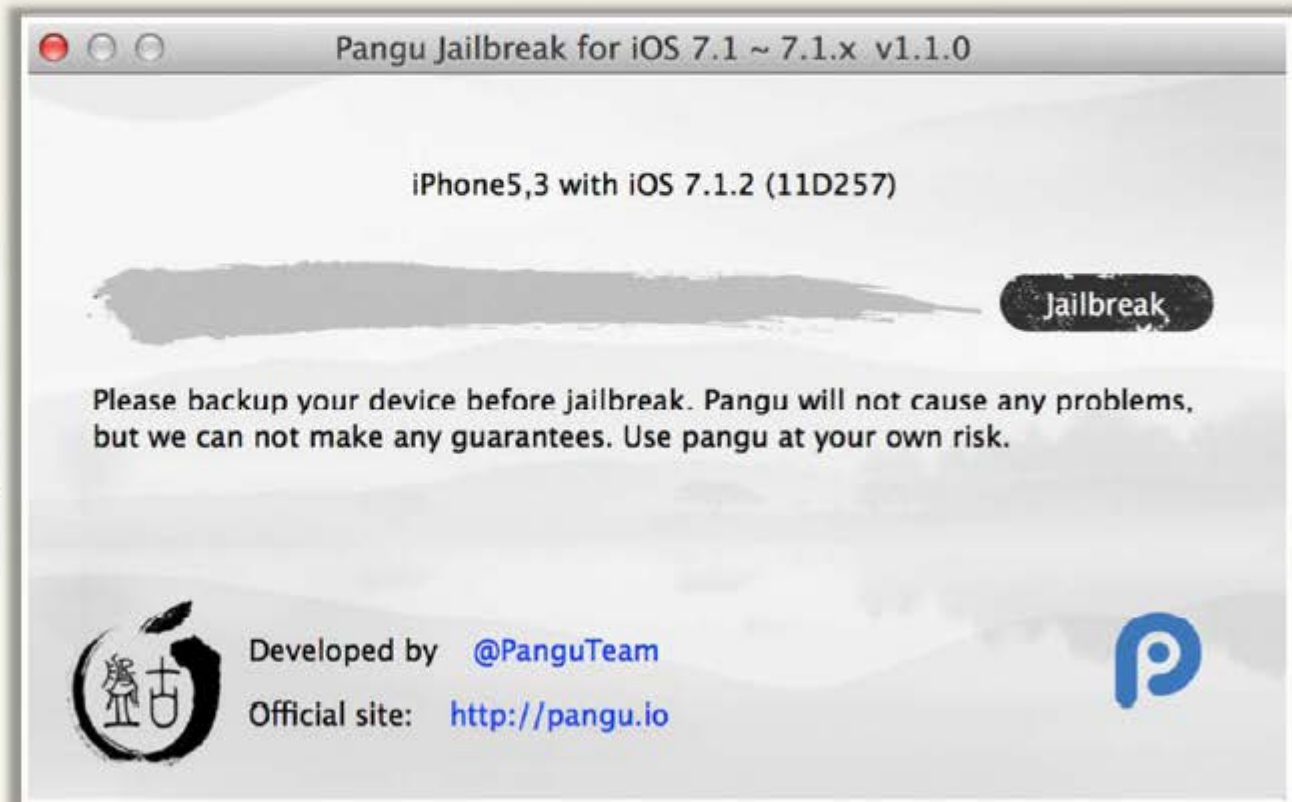 Pangu Jailbreak for iOS 7.1 ~ 7.1.x v1.1.0
iPhone5,3 with iOS 7.1.2 (11D257)
Jailbreak
Please backup your device before jailbreak. Pangu will not cause any problems,
but we can not make any guarantees. Use pangu at your own risk.
Developed by @PanguTeam
Official site: http://pangu.io